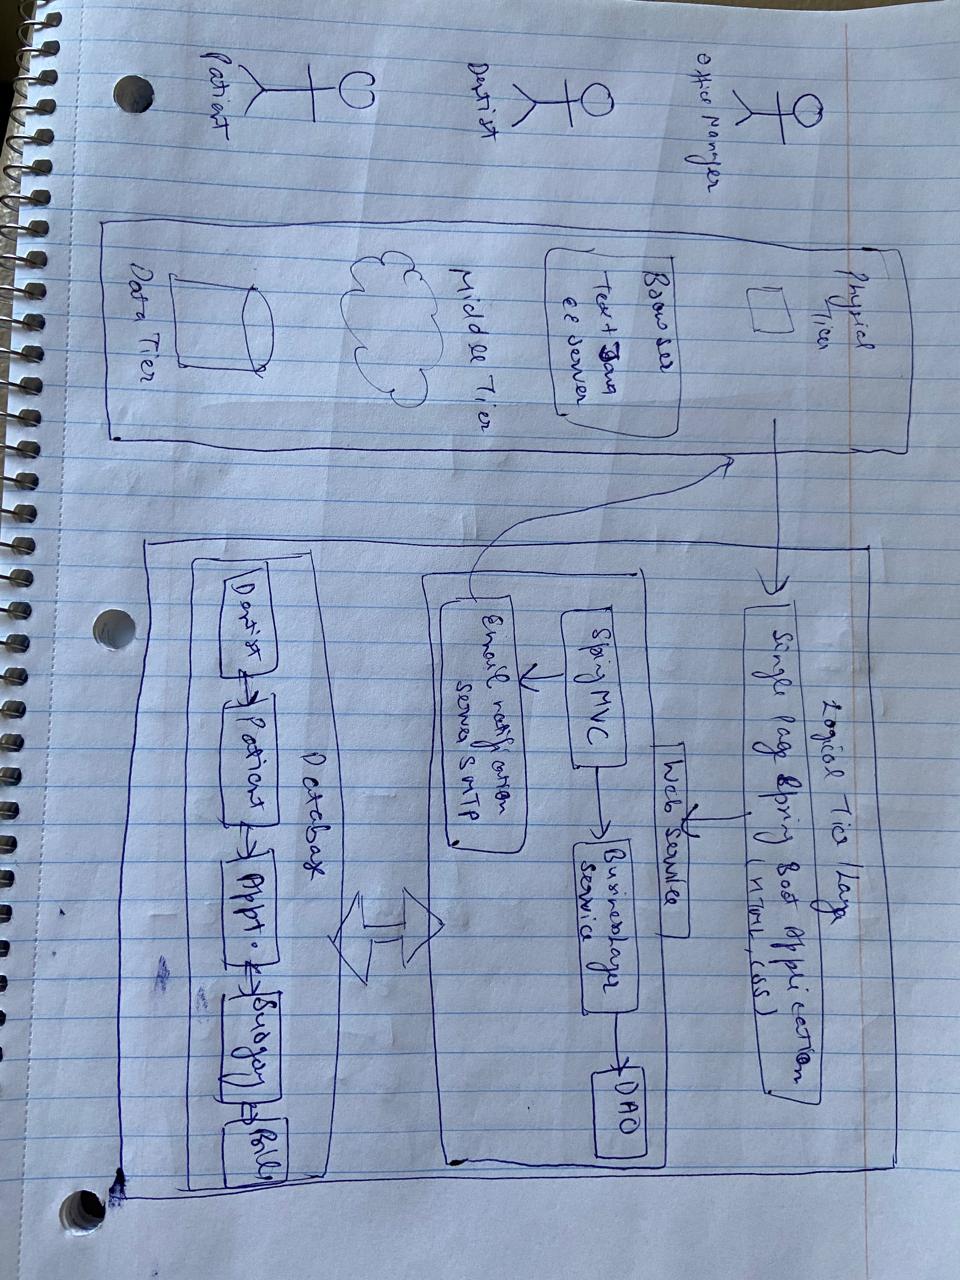 Office Manager
Dentist
Patient
Physical
Tier
Browser
Text + Java
EE Server
Middle Tier
Data Tier
Logical Tier / Layer
Single Page Spring Boot Application
(HTML, CSS)
Web Service
Spring MVC
Business Layer
Service
DAO
Email notification
Server SMTP
Database
Dentist
Patient
Appt.
Surgery
Bill